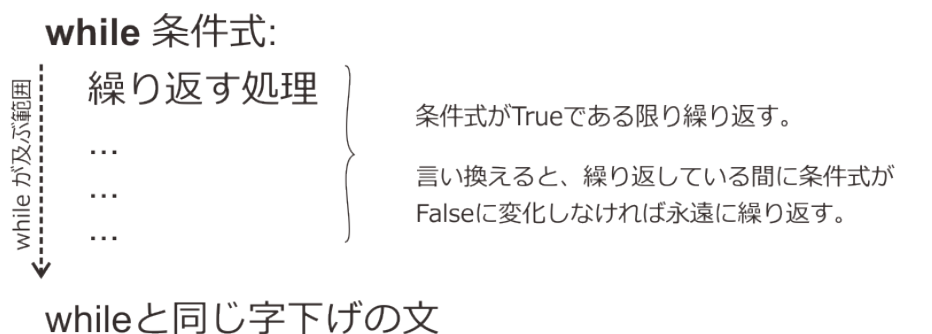 while 条件式:
while が及ぶ範囲
繰り返す処理
…
…
…
条件式がTrueである限り繰り返す。
言い換えると、繰り返している間に条件式が
Falseに変化しなければ永遠に繰り返す。
whileと同じ字下げの文